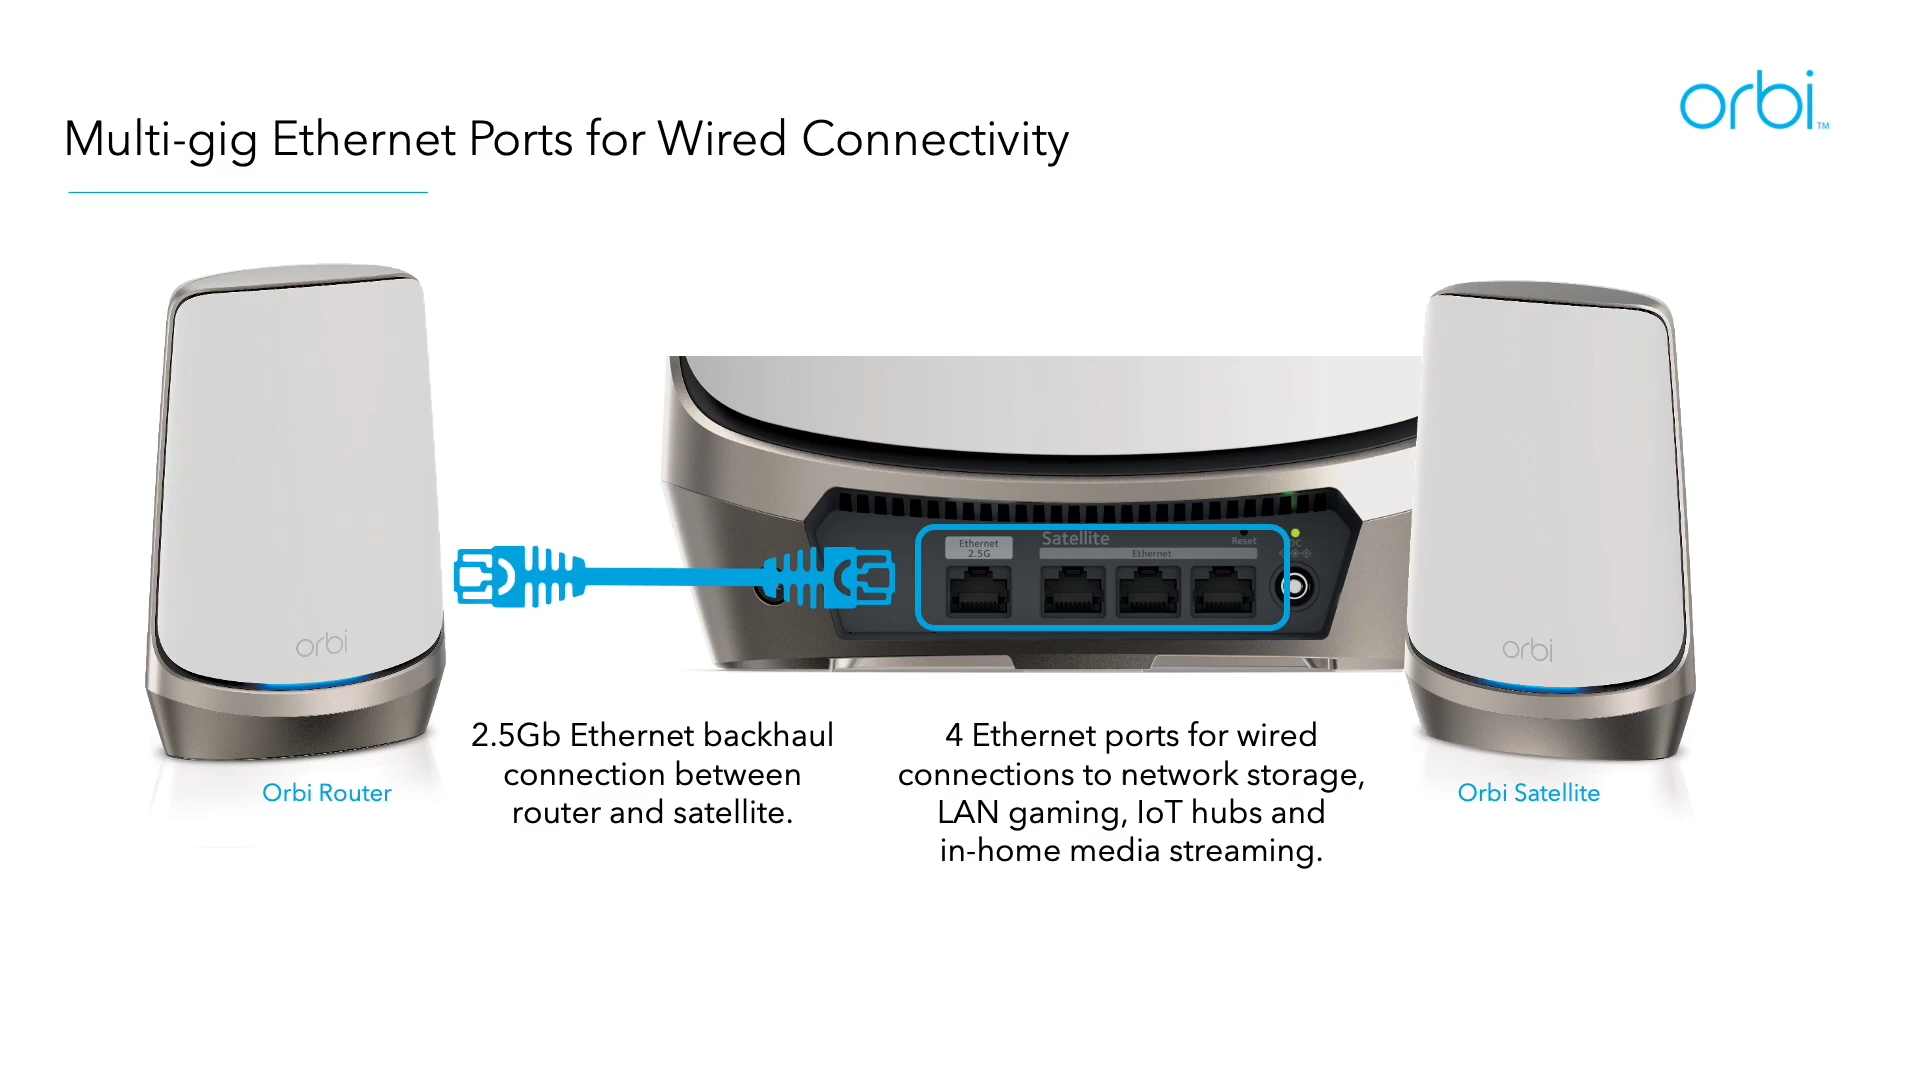 orbi™
Multi-gig Ethernet Ports for Wired Connectivity
Ethernet
2.5G
Satellite
Reset
Ethernet
DC
orbi
orbi
2.5Gb Ethernet backhaul
connection between
router and satellite.
4 Ethernet ports for wired
connections to network storage,
LAN gaming, IoT hubs and
in-home media streaming.
Orbi Router
Orbi Satellite